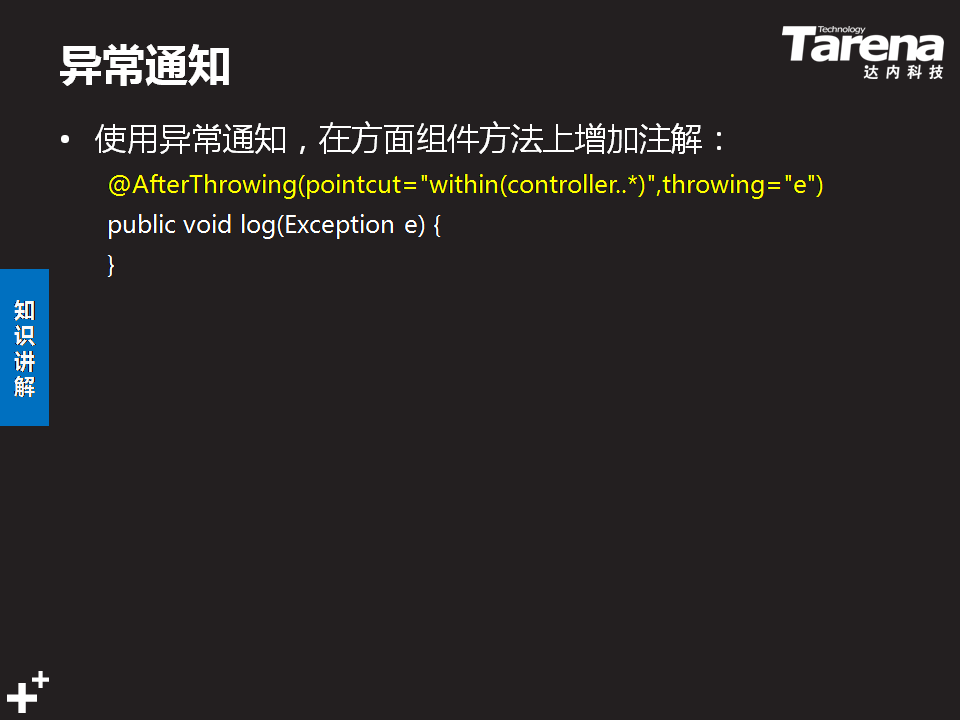 异常通知
Technology
Tarena
达内科技
• 使用异常通知，在方面组件方法上增加注解：
@AfterThrowing(pointcut="within(controller..*)",throwing="e")
public void log(Exception e) {
}
知识讲解